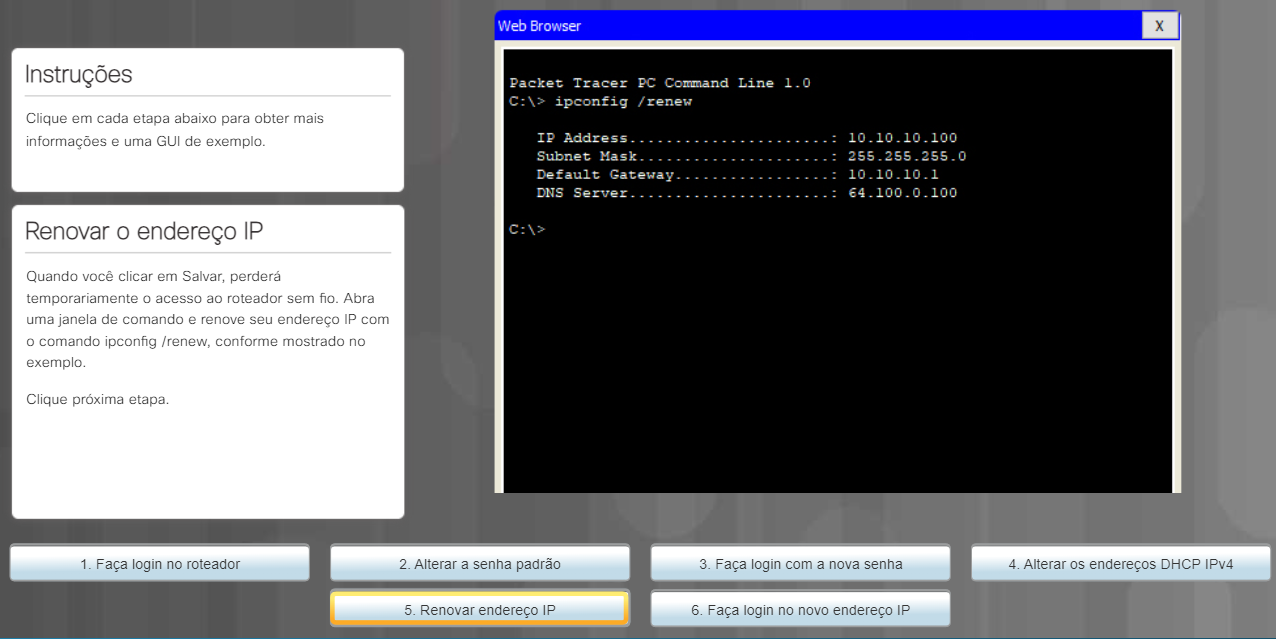 Instruções
Clique em cada etapa abaixo para obter mais
informações e uma GUI de exemplo.
Renovar o endereço IP
Quando você clicar em Salvar, perderá
temporariamente o acesso ao roteador sem fio. Abra
uma janela de comando e renove seu endereço IP com
o comando ipconfig /renew, conforme mostrado no
exemplo.
Clique próxima etapa.
Web Browser
X
Packet Tracer PC Command Line 1.0
C:\> ipconfig /renew
IP Address......................: 10.10.10.100
Subnet Mask.....................: 255.255.255.0
Default Gateway.................: 10.10.10.1
DNS Server......................: 64.100.0.100
C:\>
1. Faça login no roteador
2. Alterar a senha padrão
3. Faça login com a nova senha
4. Alterar os endereços DHCP IPv4
5. Renovar endereço IP
6. Faça login no novo endereço IP